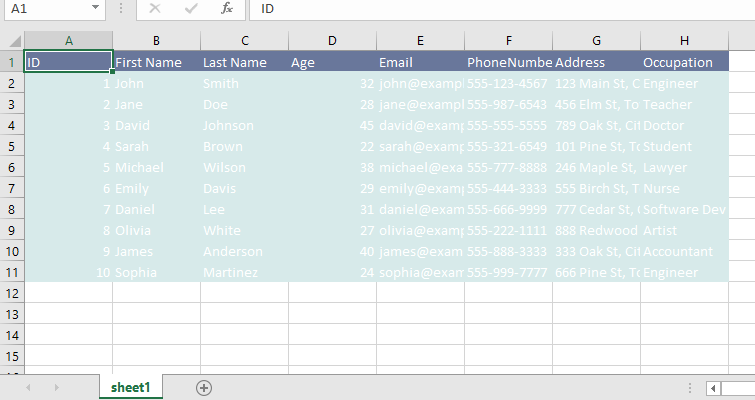 A1 fx ID
A B C D E F G H
1 ID First Name Last Name Age Email PhoneNumbe Address Occupation
2 1 John Smith 32 john@exampl 555-123-4567 123 Main St, C Engineer
3 2 Jane Doe 28 jane@exampl 555-987-6543 456 Elm St, To Teacher
4 3 David Johnson 45 david@examp 555-555-5555 789 Oak St, Cit Doctor
5 4 Sarah Brown 22 sarah@examp 555-321-6549 101 Pine St, To Student
6 5 Michael Wilson 38 michael@exa 555-777-8888 246 Maple St, Lawyer
7 6 Emily Davis 29 emily@examp 555-444-3333 555 Birch St, T Nurse
8 7 Daniel Lee 31 daniel@exam 555-666-9999 777 Cedar St, Software Dev
9 8 Olivia White 27 olivia@examp 555-222-1111 888 Redwood Artist
10 9 James Anderson 40 james@exam 555-888-3333 333 Oak St, Cit Accountant
11 10 Sophia Martinez 24 sophia@exam 555-999-7777 666 Pine St, To Engineer
12
13
14
15
sheet1